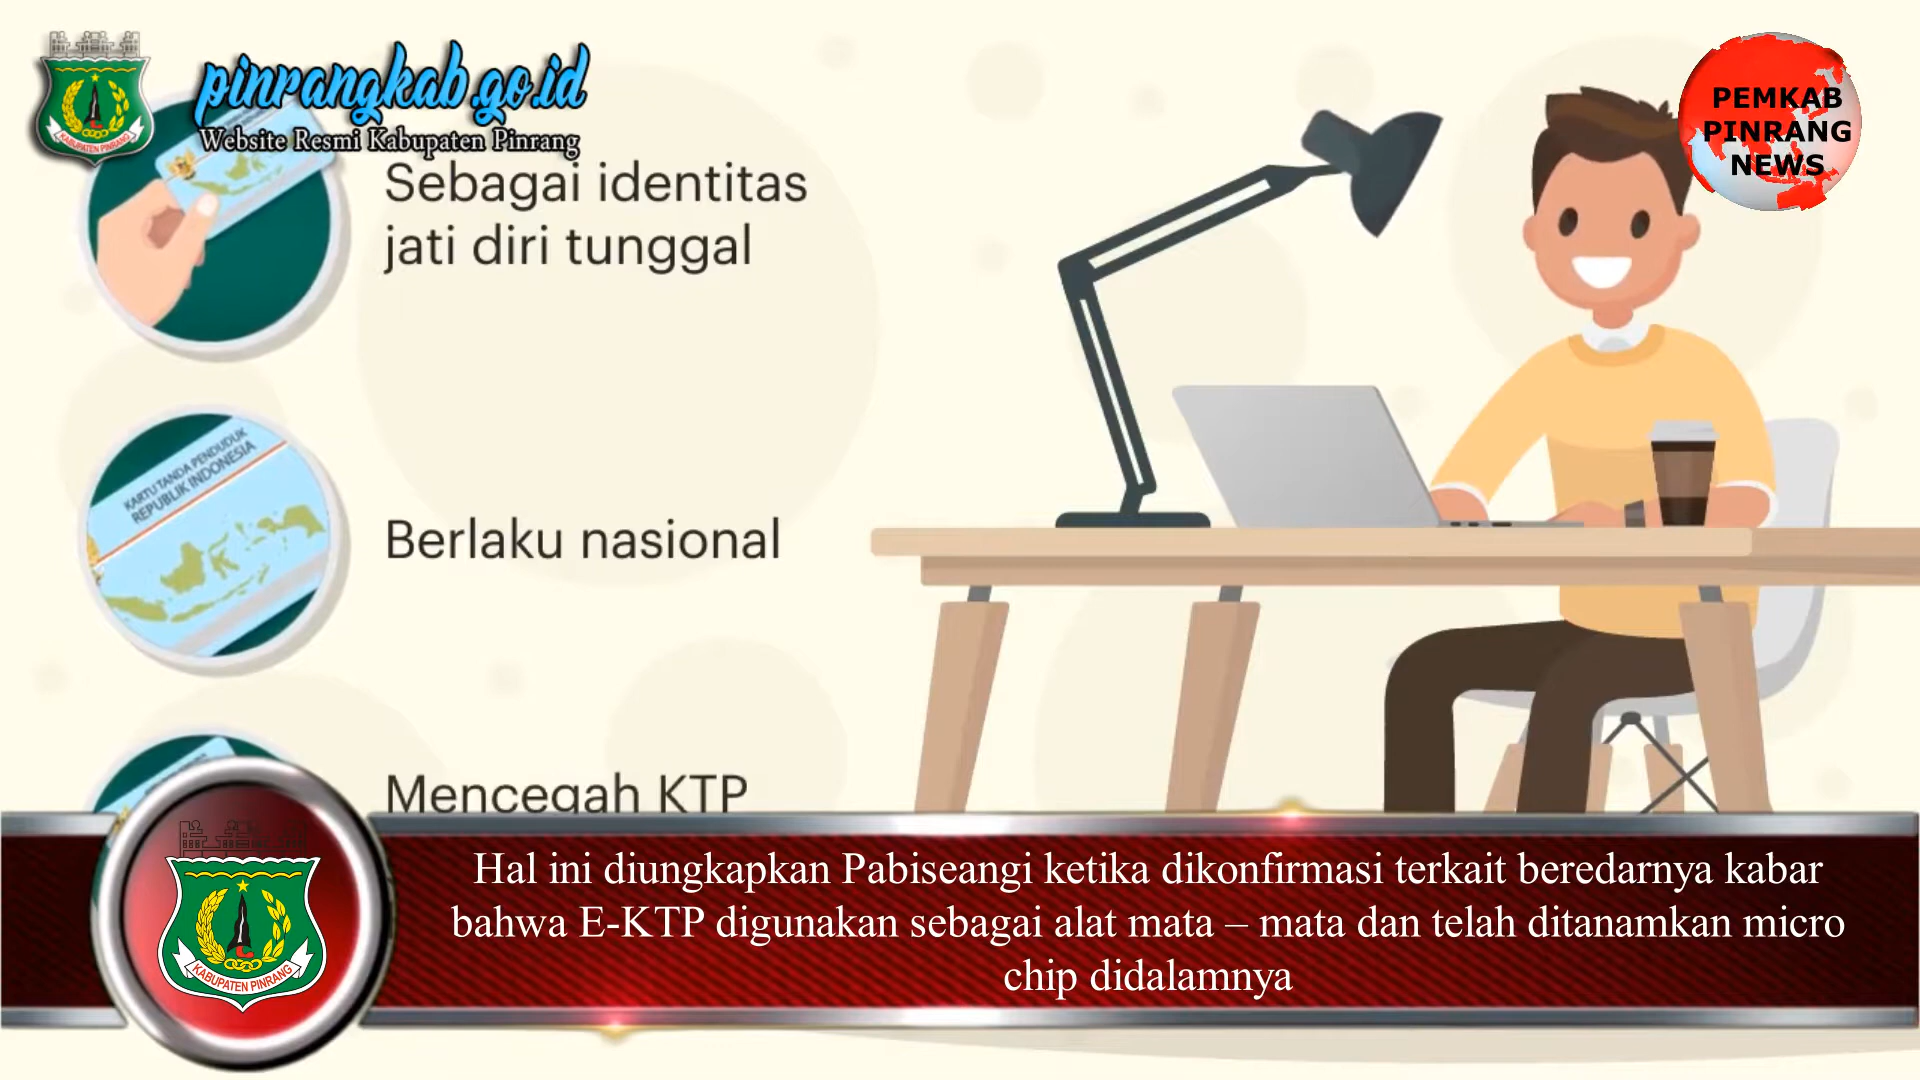 pinrangkab.go.id
Website Resmi Kabupaten Pinrang
KABUPATEN PINRANG
PEMKAB
PINRANG
NEWS
Sebagai identitas
jati diri tunggal
KARTU TANDA PENDUDUK
REPUBLIK INDONESIA
Berlaku nasional
Mencegah KTP
Hal ini diungkapkan Pabiseangi ketika dikonfirmasi terkait beredarnya kabar
bahwa E-KTP digunakan sebagai alat mata – mata dan telah ditanamkan micro
chip didalamnya
KABUPATEN PINRANG